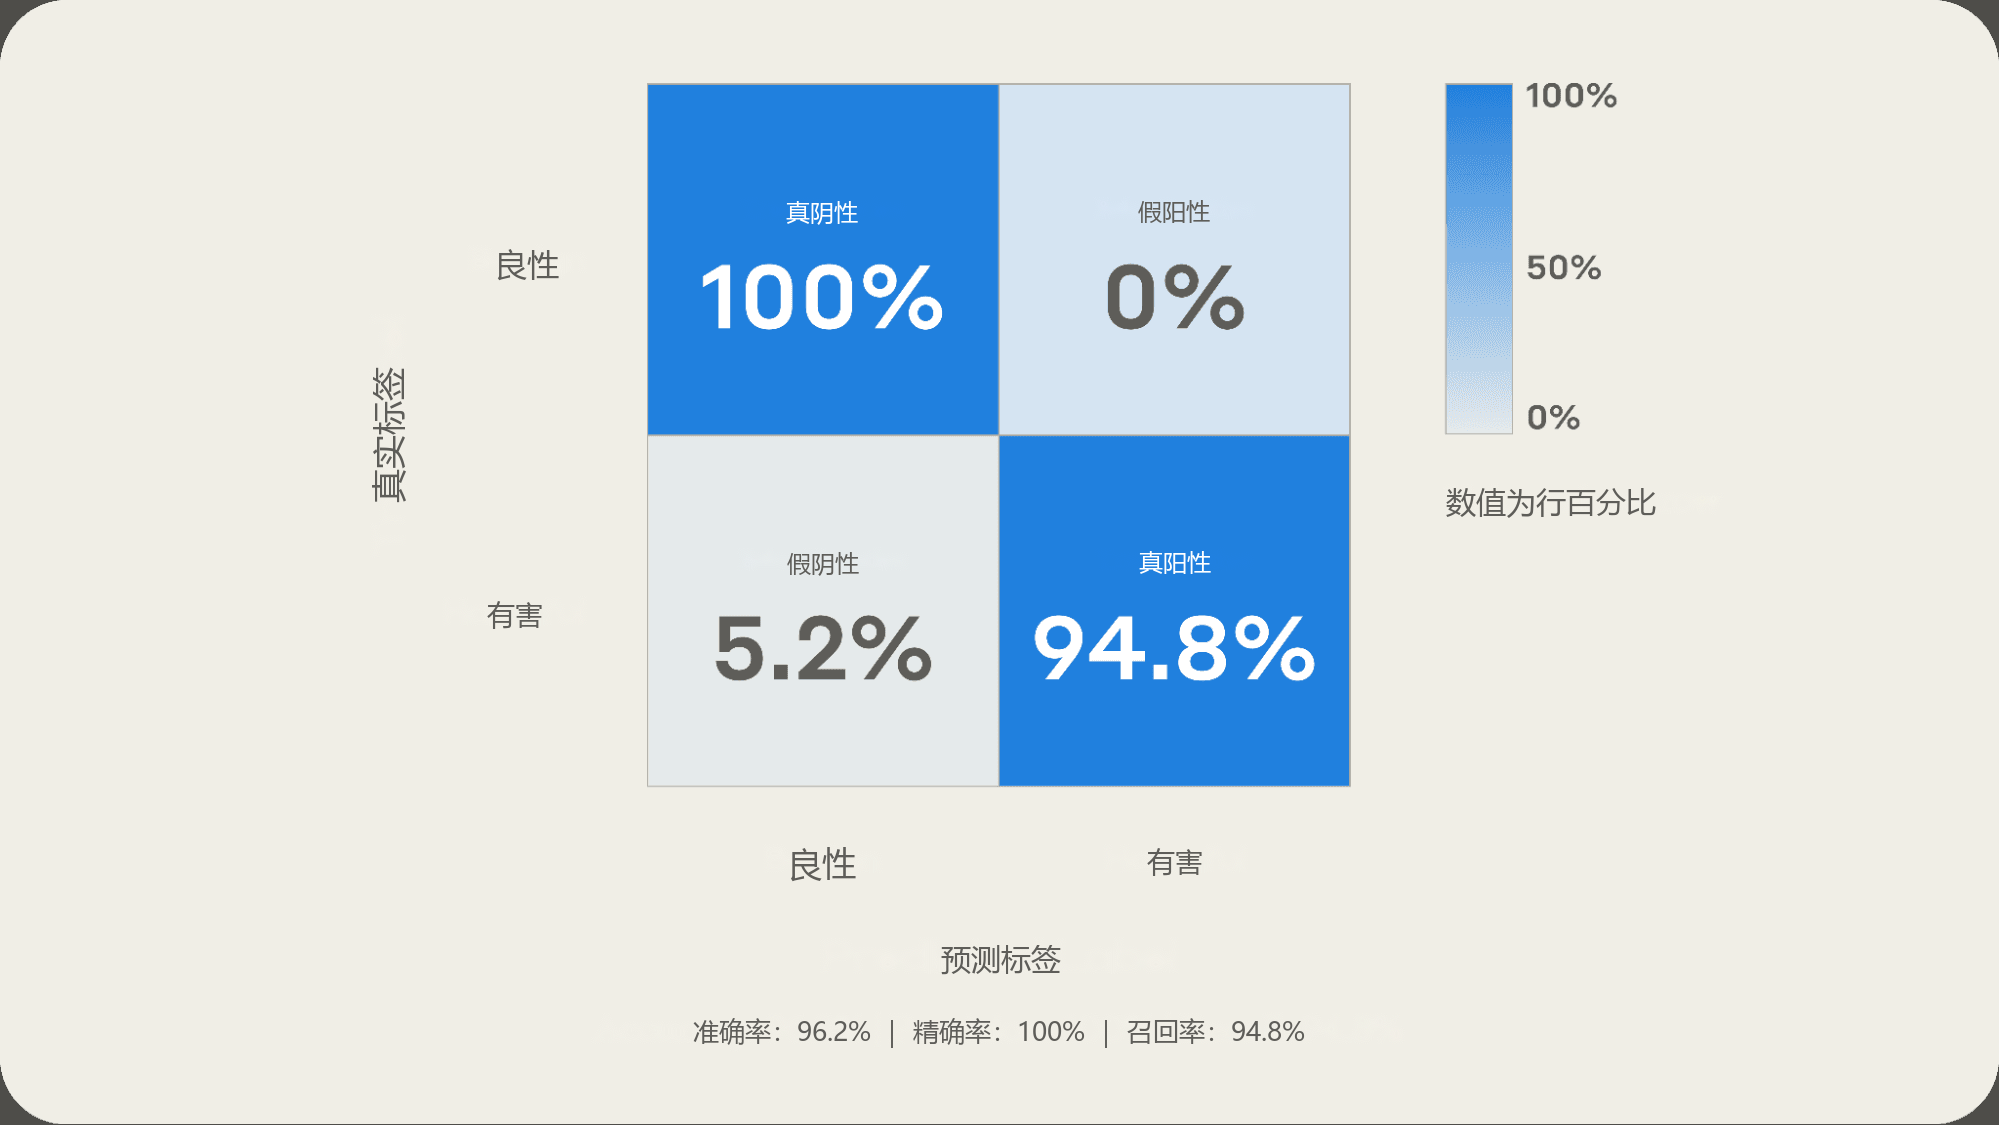 真阴性
100%
假阳性
0%
假阴性
5.2%
真阳性
94.8%
良性
有害
真实标签
良性
有害
预测标签
100%
50%
0%
数值为行百分比
准确率：96.2% | 精确率：100% | 召回率：94.8%